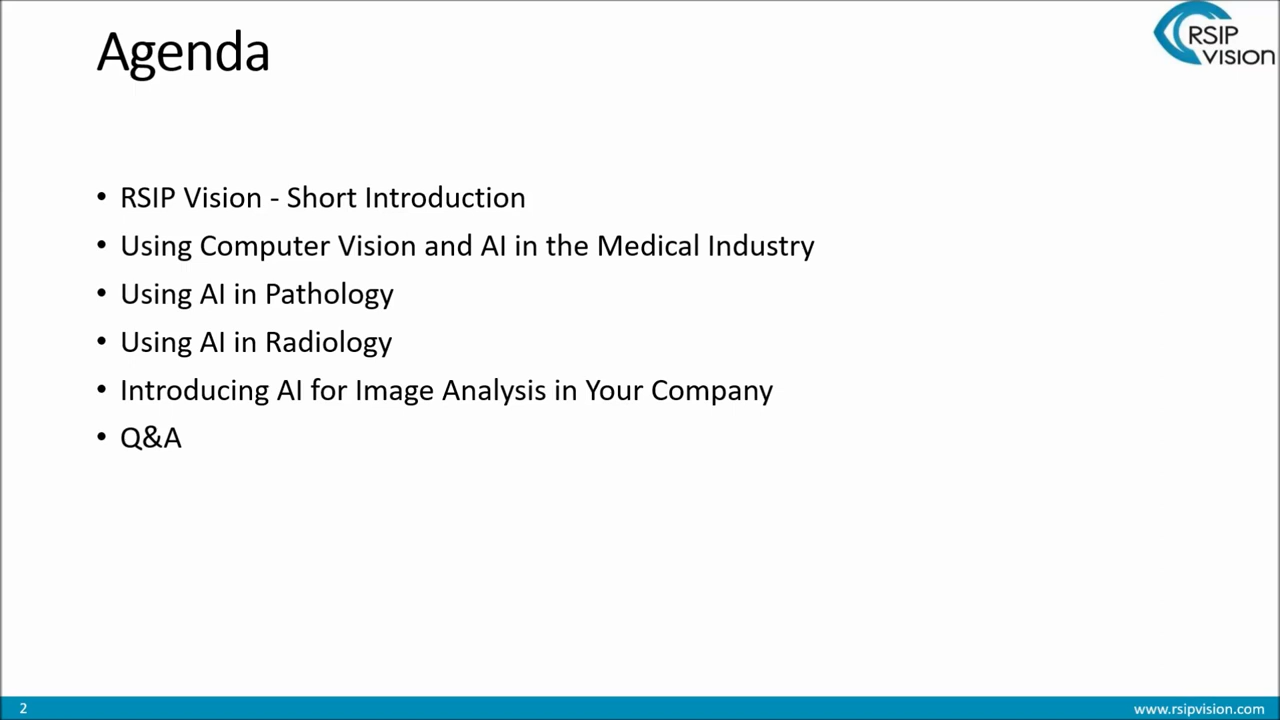 Agenda
RSIP
VISION
• RSIP Vision - Short Introduction
• Using Computer Vision and AI in the Medical Industry
• Using AI in Pathology
• Using AI in Radiology
• Introducing AI for Image Analysis in Your Company
• Q&A
2
www.rsipvision.com